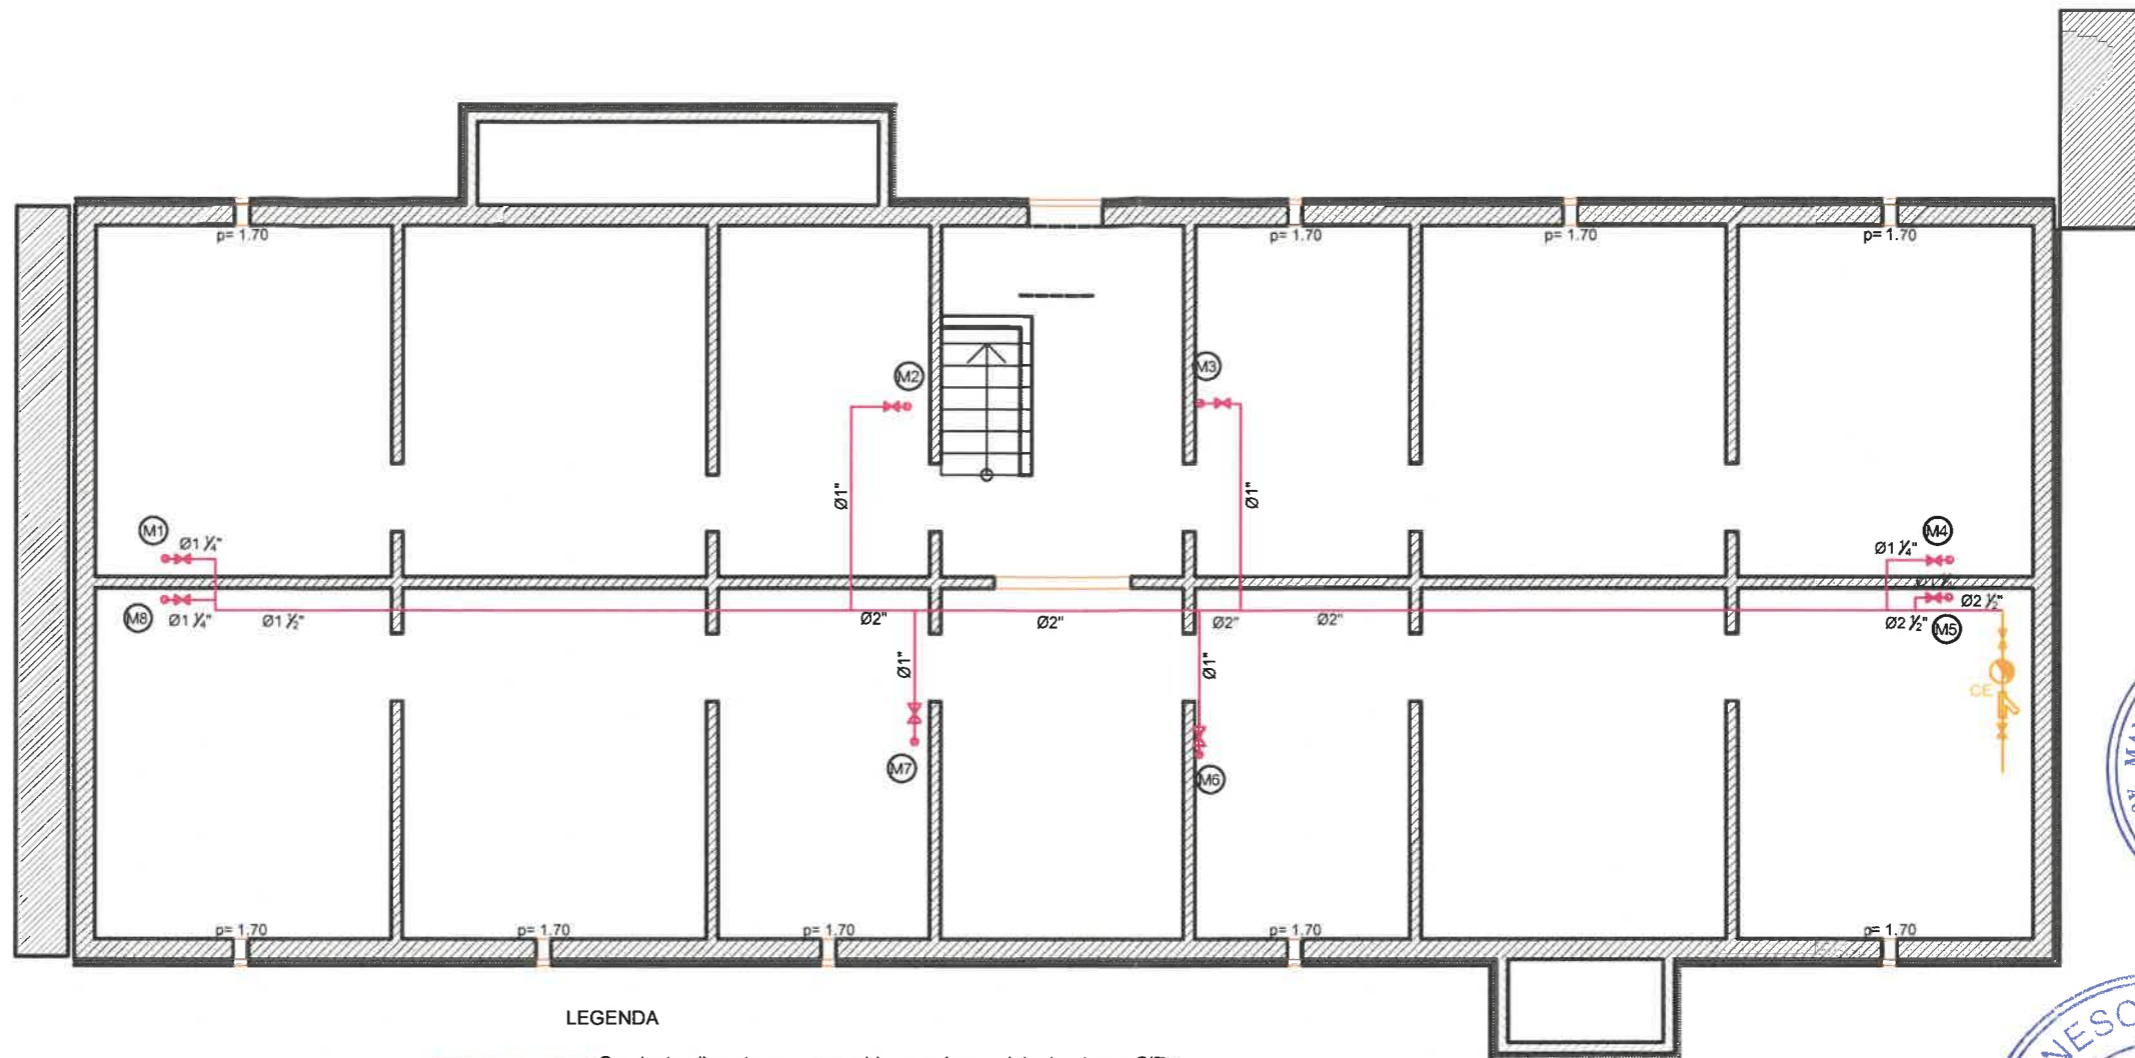 p= 1.70
p= 1.70
p= 1.70
p= 1.70
M2
M3
Ø1"
Ø1"
M1
Ø1 ¼"
M4
Ø1 ¼"
M8
Ø1 ¼"
Ø1 ½"
Ø2"
Ø2"
Ø2"
Ø2"
Ø2 ½"
Ø2 ½"
M5
Ø1"
Ø1"
CE
M7
M6
p= 1.70
p= 1.70
p= 1.70
p= 1.70
p= 1.70
LEGENDA
NESC